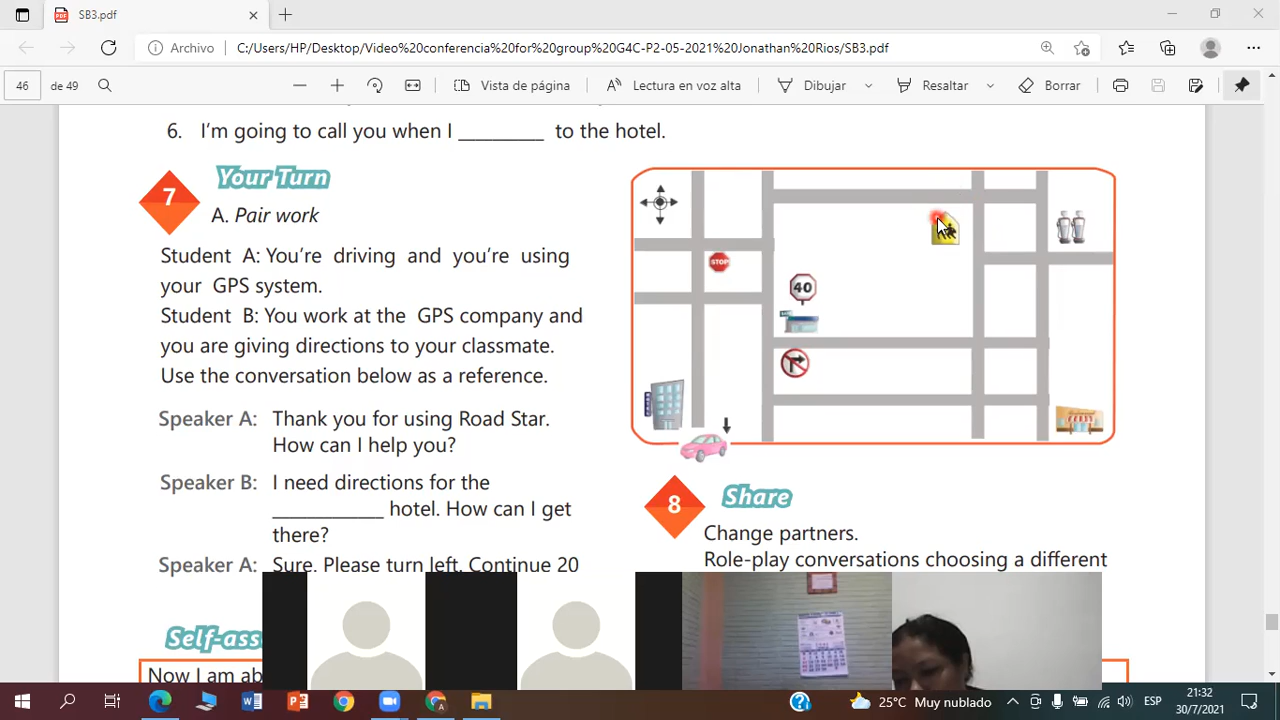 SB3.pdf
Archivo
C:/Users/HP/Desktop/Video%20conferencia%20for%20group%20G4C-P2-05-2021%20Jonathan%20Rios/SB3.pdf
46 de 49
Vista de página
Lectura en voz alta
Dibujar
Resaltar
Borrar
6. I'm going to call you when I _________ to the hotel.
7 Your Turn
A. Pair work
Student A: You're driving and you're using
your GPS system.
Student B: You work at the GPS company and
you are giving directions to your classmate.
Use the conversation below as a reference.
Speaker A: Thank you for using Road Star.
How can I help you?
Speaker B: I need directions for the
____________ hotel. How can I get
there?
Speaker A: Sure. Please turn left. Continue 20
STOP
40
8 Share
Change partners.
Role-play conversations choosing a different
Self-ass
Now I am ab
25°C Muy nublado
ESP
21:32
30/7/2021